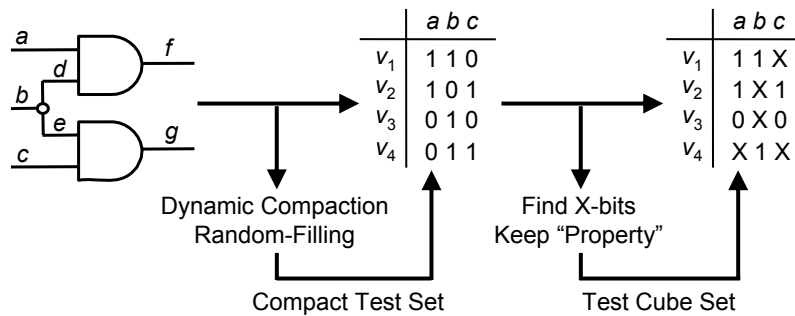 a
d
f
b
e
g
c
a b c
v1 1 1 0
v2 1 0 1
v3 0 1 0
v4 0 1 1
a b c
v1 1 1 X
v2 1 X 1
v3 0 X 0
v4 X 1 X
Dynamic Compaction
Random-Filling
Find X-bits
Keep “Property”
Compact Test Set
Test Cube Set